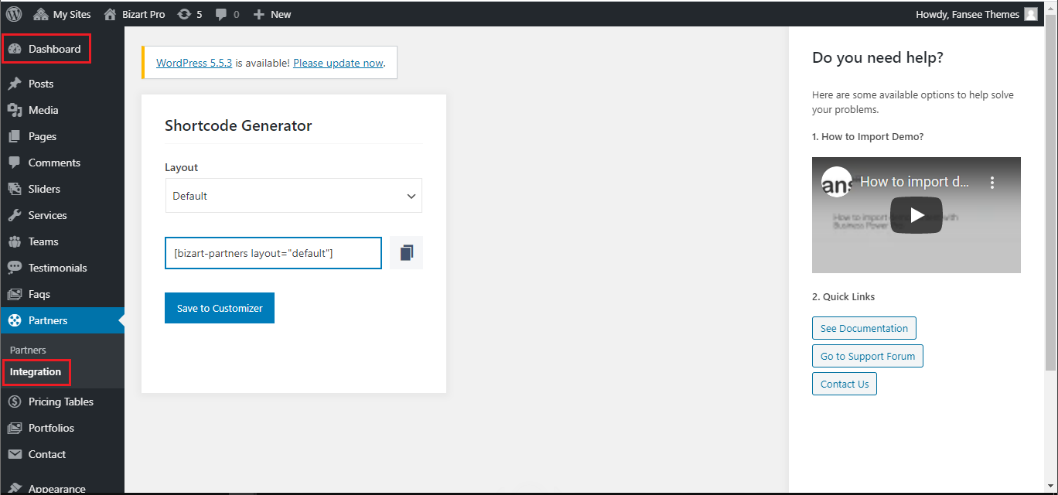 My Sites Bizart Pro 5 0 New Howdy, Fansee Themes
Dashboard
Posts
Media
Pages
Comments
Sliders
Services
Teams
Testimonials
Faqs
Partners
Partners
Integration
Pricing Tables
Portfolios
Contact
Appearance
WordPress 5.5.3 is available! Please update now.
Shortcode Generator
Layout
Default
[bizart-partners layout="default"]
Save to Customizer
Do you need help?
Here are some available options to help solve
your problems.
1. How to Import Demo?
ans
How to import d...
How to import
with
Business Power
2. Quick Links
See Documentation
Go to Support Forum
Contact Us